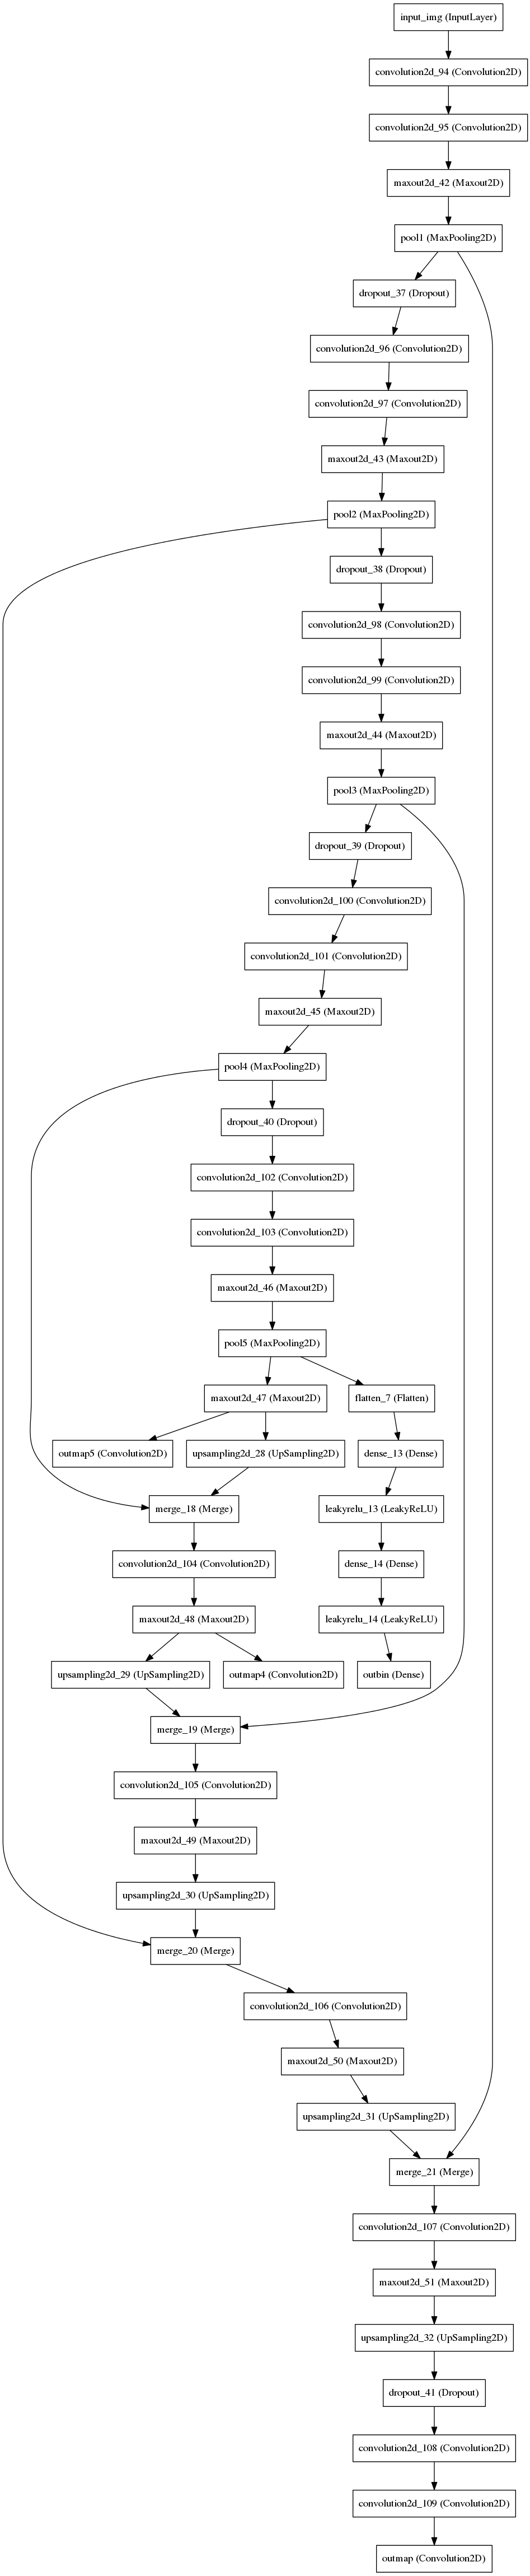 input_img (InputLayer)
convolution2d_94 (Convolution2D)
convolution2d_95 (Convolution2D)
maxout2d_42 (Maxout2D)
pool1 (MaxPooling2D)
dropout_37 (Dropout)
convolution2d_96 (Convolution2D)
convolution2d_97 (Convolution2D)
maxout2d_43 (Maxout2D)
pool2 (MaxPooling2D)
dropout_38 (Dropout)
convolution2d_98 (Convolution2D)
convolution2d_99 (Convolution2D)
maxout2d_44 (Maxout2D)
pool3 (MaxPooling2D)
dropout_39 (Dropout)
convolution2d_100 (Convolution2D)
convolution2d_101 (Convolution2D)
maxout2d_45 (Maxout2D)
pool4 (MaxPooling2D)
dropout_40 (Dropout)
convolution2d_102 (Convolution2D)
convolution2d_103 (Convolution2D)
maxout2d_46 (Maxout2D)
pool5 (MaxPooling2D)
maxout2d_47 (Maxout2D)
flatten_7 (Flatten)
outmap5 (Convolution2D)
upsampling2d_28 (UpSampling2D)
dense_13 (Dense)
merge_18 (Merge)
leakyrelu_13 (LeakyReLU)
convolution2d_104 (Convolution2D)
dense_14 (Dense)
maxout2d_48 (Maxout2D)
leakyrelu_14 (LeakyReLU)
upsampling2d_29 (UpSampling2D)
outmap4 (Convolution2D)
outbin (Dense)
merge_19 (Merge)
convolution2d_105 (Convolution2D)
maxout2d_49 (Maxout2D)
upsampling2d_30 (UpSampling2D)
merge_20 (Merge)
convolution2d_106 (Convolution2D)
maxout2d_50 (Maxout2D)
upsampling2d_31 (UpSampling2D)
merge_21 (Merge)
convolution2d_107 (Convolution2D)
maxout2d_51 (Maxout2D)
upsampling2d_32 (UpSampling2D)
dropout_41 (Dropout)
convolution2d_108 (Convolution2D)
convolution2d_109 (Convolution2D)
outmap (Convolution2D)